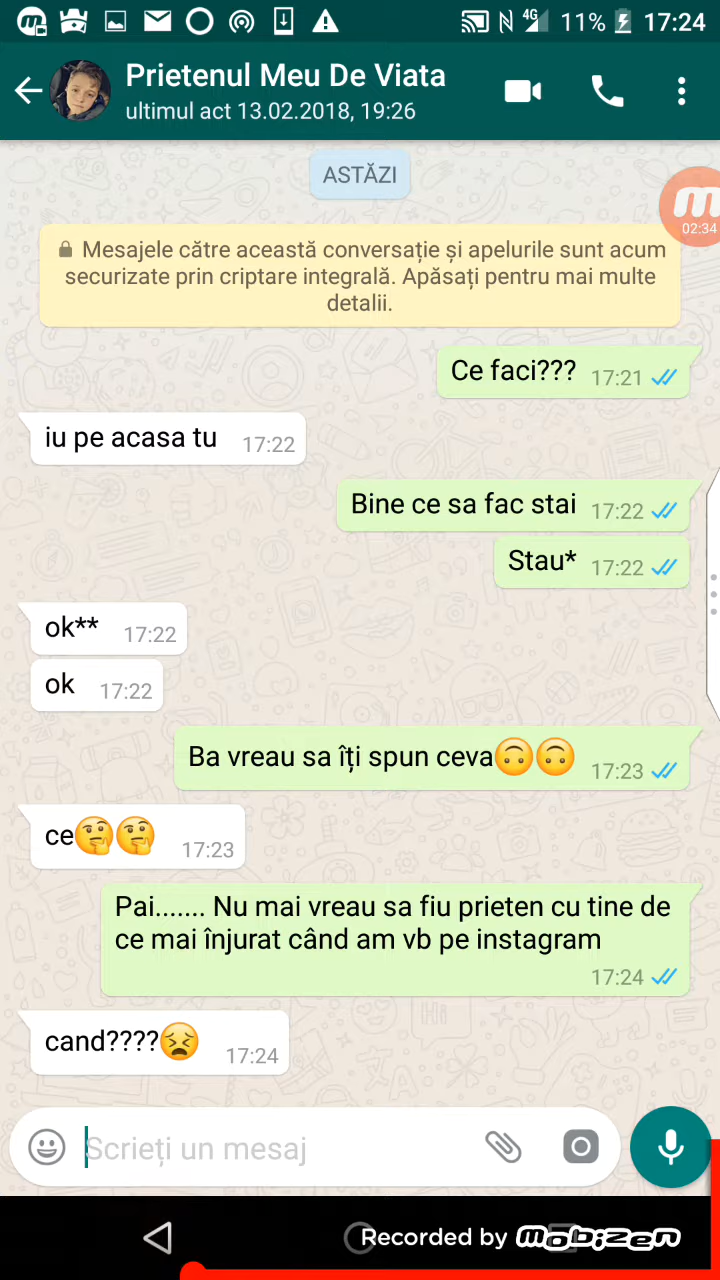 4G 11% 17:24
Prietenul Meu De Viata
ultimul act 13.02.2018, 19:26
ASTĂZI
m
02:34
Mesajele către această conversație și apelurile sunt acum
securizate prin criptare integrală. Apăsați pentru mai multe
detalii.
Ce faci??? 17:21
iu pe acasa tu 17:22
Bine ce sa fac stai 17:22
Stau* 17:22
ok** 17:22
ok 17:22
Ba vreau sa îți spun ceva🙃🙃 17:23
ce🤔🤔 17:23
Pai....... Nu mai vreau sa fiu prieten cu tine de
ce mai înjurat când am vb pe instagram
17:24
cand????😣 17:24
Scrieți un mesaj
Recorded by mobizen